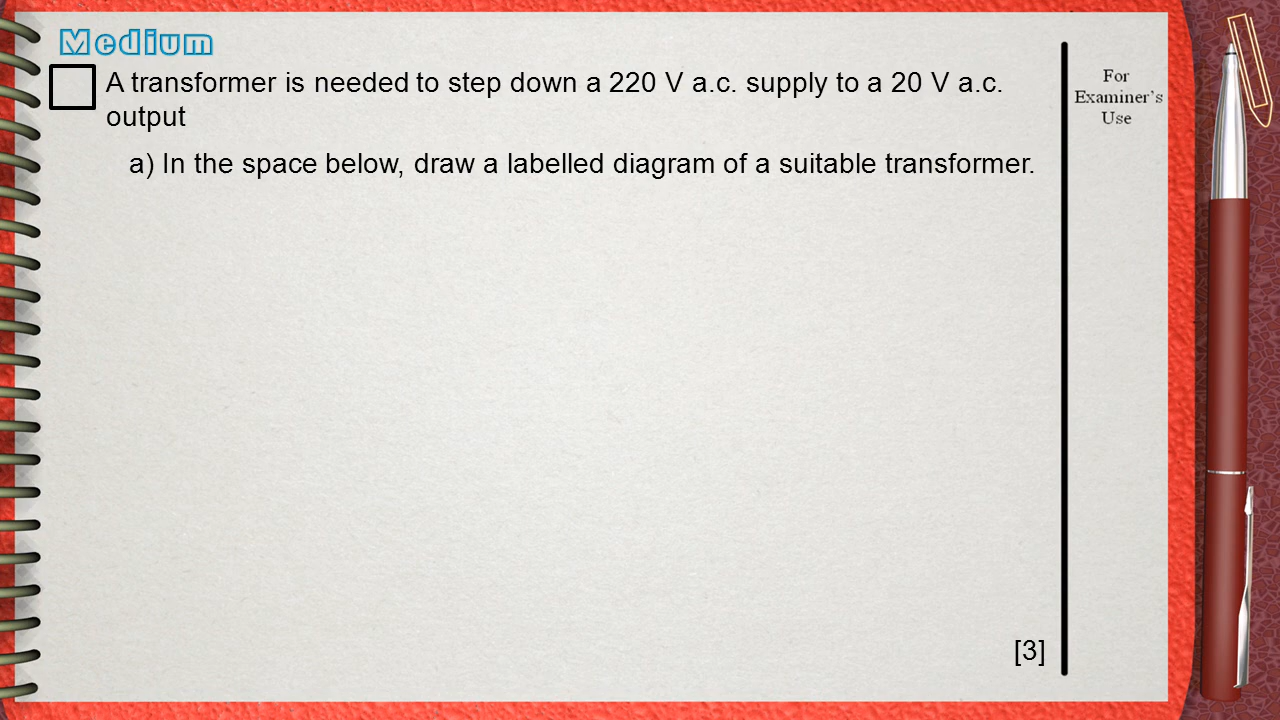 Medium
A transformer is needed to step down a 220 V a.c. supply to a 20 V a.c.
output
a) In the space below, draw a labelled diagram of a suitable transformer.
[3]
For
Examiner's
Use